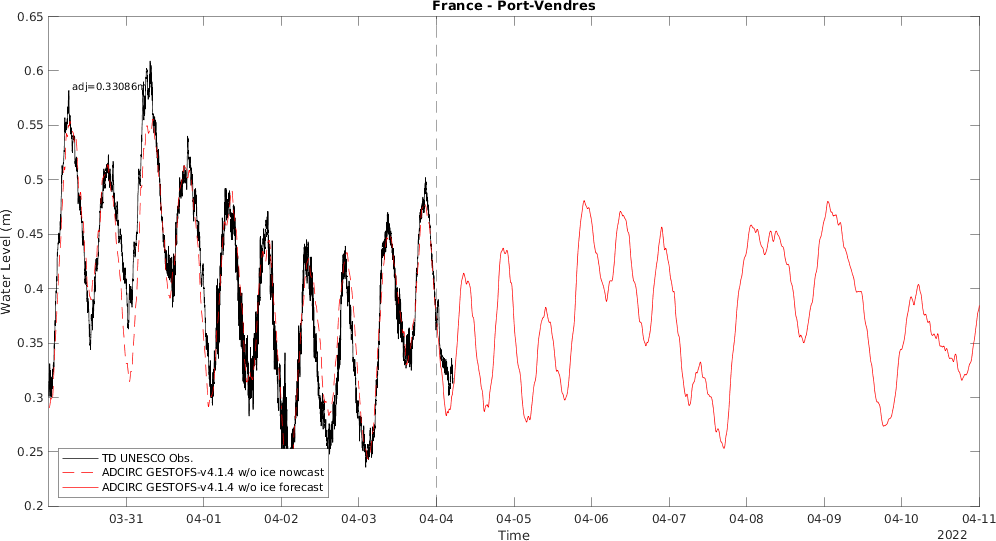 France - Port-Vendres
0.65
0.6
0.55
0.5
0.45
0.4
0.35
0.3
0.25
0.2
Water Level (m)
adj=0.33086m
TD UNESCO Obs.
ADCIRC GESTOFS-v4.1.4 w/o ice nowcast
ADCIRC GESTOFS-v4.1.4 w/o ice forecast
03-31 04-01 04-02 04-03 04-04 04-05 04-06 04-07 04-08 04-09 04-10 04-11
Time
2022